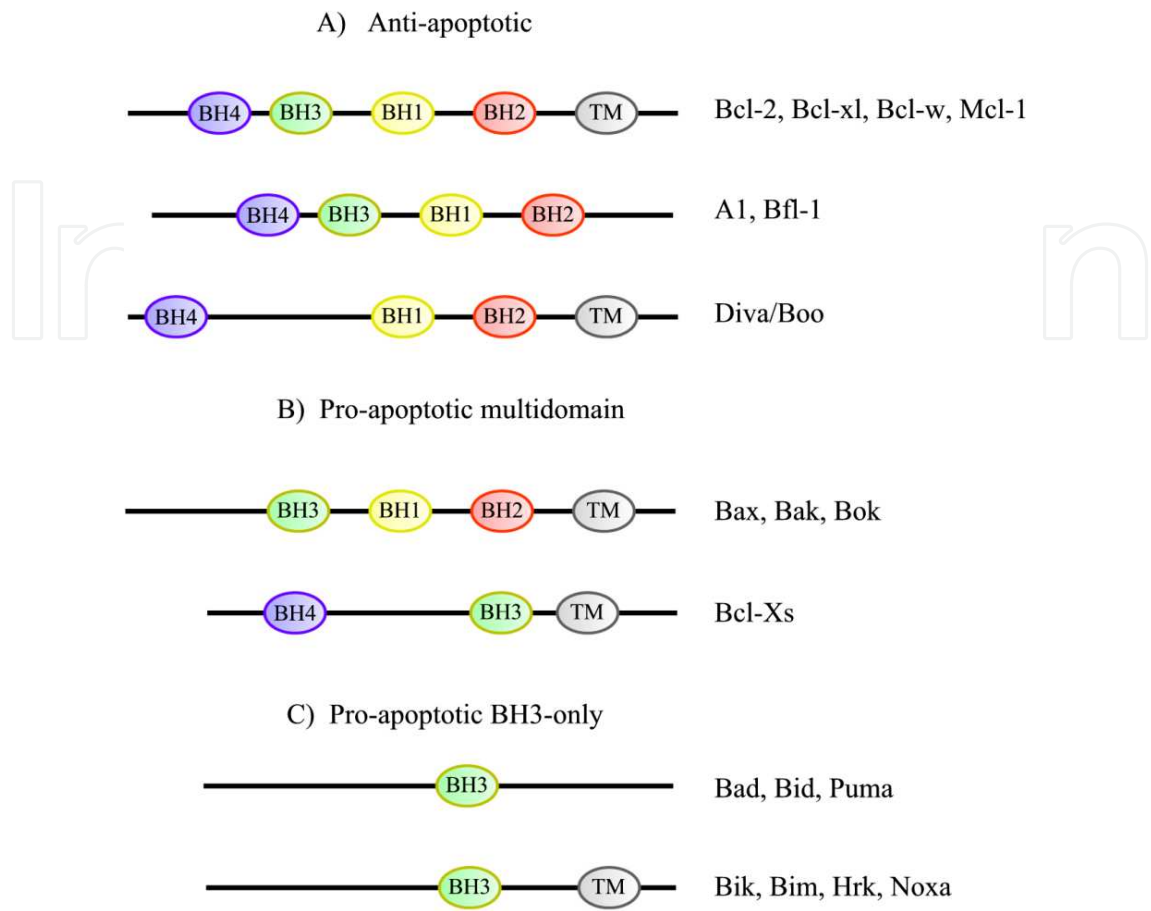 A) Anti-apoptotic
BH4 BH3 BH1 BH2 TM Bcl-2, Bcl-xl, Bcl-w, Mcl-1
BH4 BH3 BH1 BH2 A1, Bfl-1
BH4 BH1 BH2 TM Diva/Boo
B) Pro-apoptotic multidomain
BH3 BH1 BH2 TM Bax, Bak, Bok
BH4 BH3 TM Bcl-Xs
C) Pro-apoptotic BH3-only
BH3 Bad, Bid, Puma
BH3 TM Bik, Bim, Hrk, Noxa